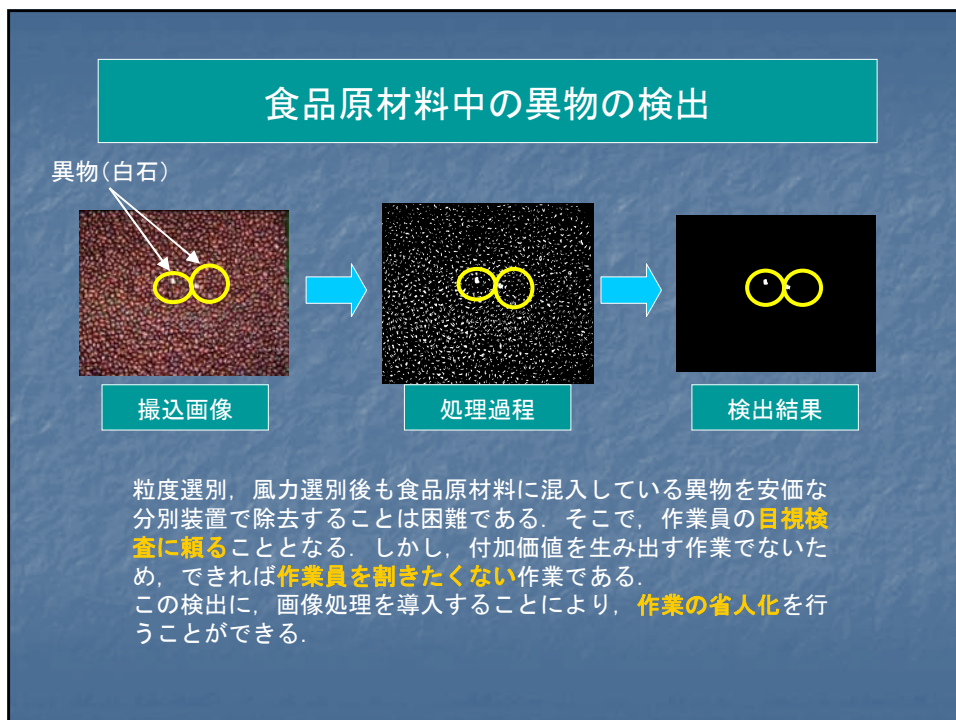 食品原材料中の異物の検出
異物（白石）
撮込画像
処理過程
検出結果
粒度選別，風力選別後も食品原材料に混入している異物を安価な
分別装置で除去することは困難である．そこで，作業員の目視検
査に頼ることとなる．しかし，付加価値を生み出す作業でないた
め，できれば作業員を割きたくない作業である．
この検出に，画像処理を導入することにより，作業の省人化を行
うことができる．